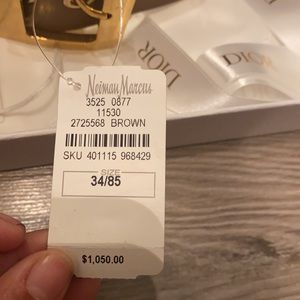 Neiman Marcus
3525 0877
11530
2725568 BROWN
SKU 401115 968429
SIZE
34/85
$1,050.00
DIOR
DIOR